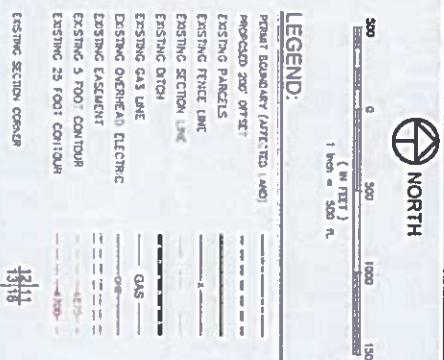 NORTH
500 0 500 1000 150
( IN FEET )
1 inch = 500 ft.
LEGEND:
PERMIT BOUNDARY (AFFECTED LAND)
PROPOSED 200' OFFSET
EXISTING PARCELS
EXISTING FENCE LINE
X
EXISTING SECTION LINE
EXISTING DITCH
EXISTING GAS LINE
GAS
EXISTING OVERHEAD ELECTRIC
OHE
EXISTING EASEMENT
EXISTING 5 FOOT CONTOUR
EXISTING 25 FOOT CONTOUR
4700
EXISTING SECTION CORNER